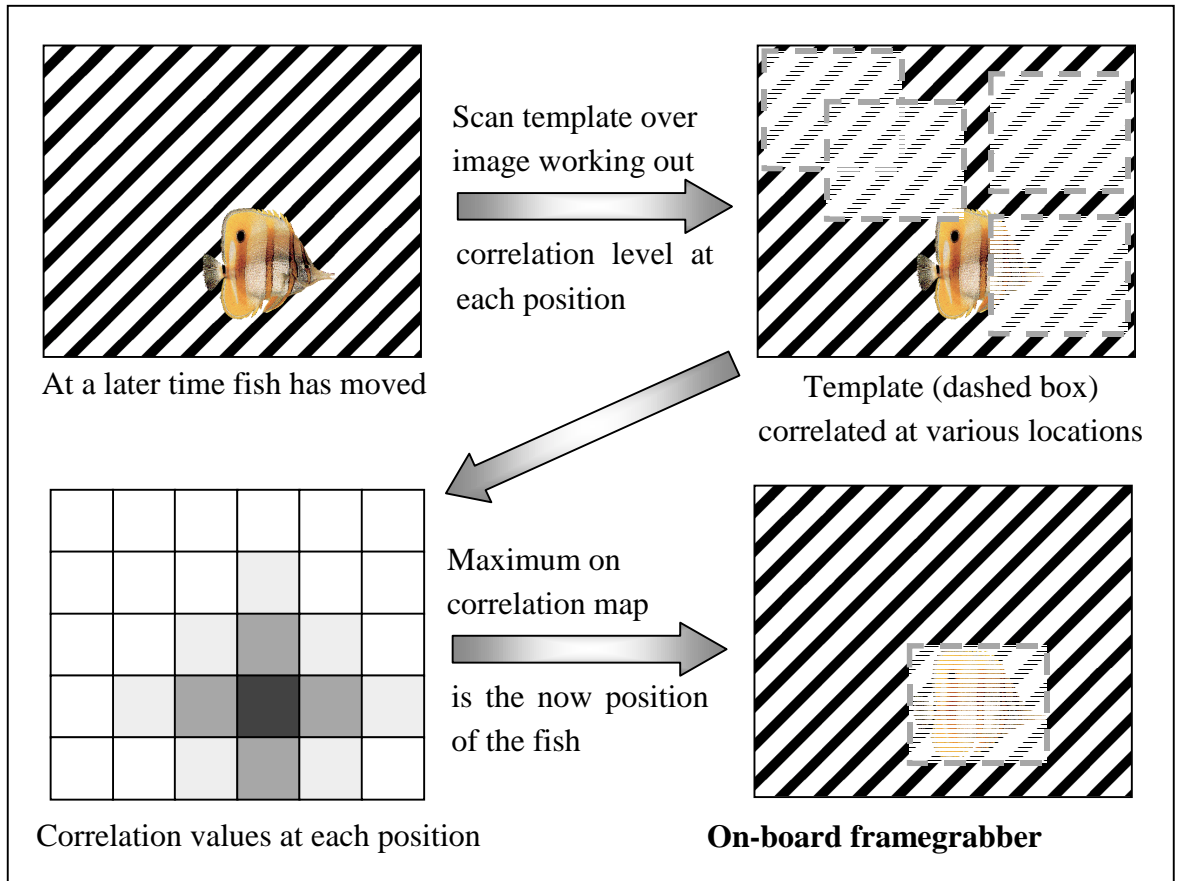 Scan template over
image working out
correlation level at
each position
At a later time fish has moved
Template (dashed box)
correlated at various locations
Maximum on
correlation map
is the now position
of the fish
Correlation values at each position
On-board framegrabber